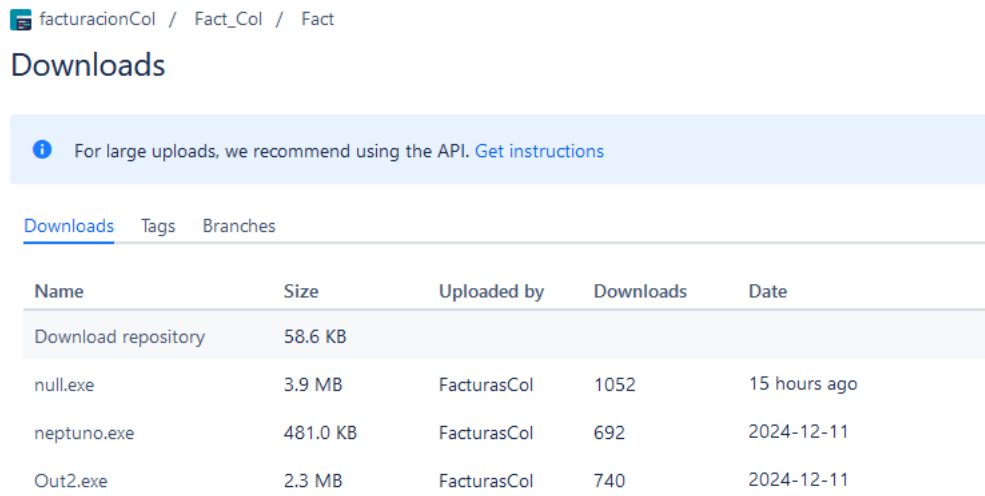 facturacionCol / Fact_Col / Fact
Downloads
For large uploads, we recommend using the API. Get instructions
Downloads Tags Branches
Name Size Uploaded by Downloads Date
Download repository 58.6 KB
null.exe 3.9 MB FacturasCol 1052 15 hours ago
neptuno.exe 481.0 KB FacturasCol 692 2024-12-11
Out2.exe 2.3 MB FacturasCol 740 2024-12-11